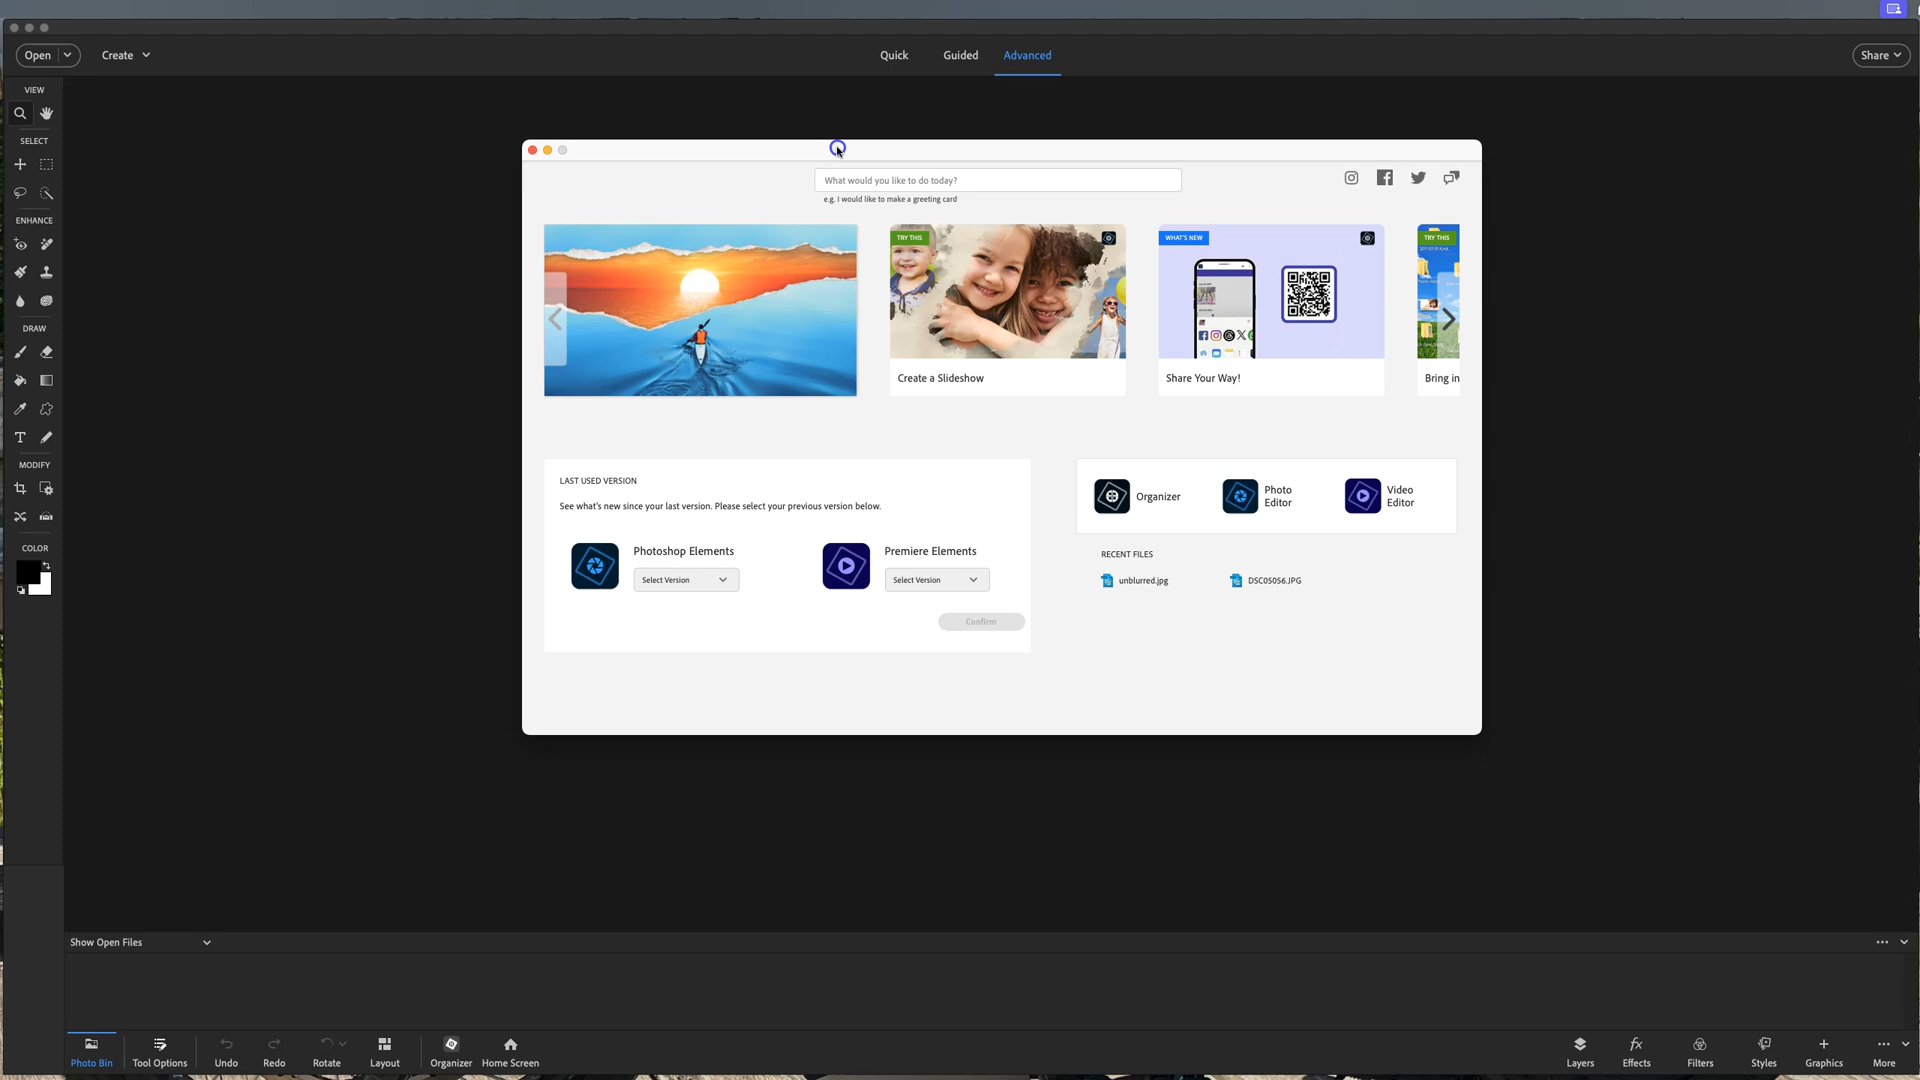 Open
Create
Quick
Guided
Advanced
Share
VIEW
SELECT
ENHANCE
DRAW
MODIFY
COLOR
What would you like to do today?
e.g. I would like to make a greeting card
TRY THIS
Create a Slideshow
WHAT'S NEW
Share Your Way!
TRY THIS
Bring in
LAST USED VERSION
See what's new since your last version. Please select your previous version below.
Photoshop Elements
Select Version
Premiere Elements
Select Version
Confirm
Organizer
Photo
Editor
Video
Editor
RECENT FILES
unblurred.jpg
DSC05056.JPG
Show Open Files
Photo Bin
Tool Options
Undo
Redo
Rotate
Layout
Organizer
Home Screen
Layers
Effects
Filters
Styles
Graphics
More